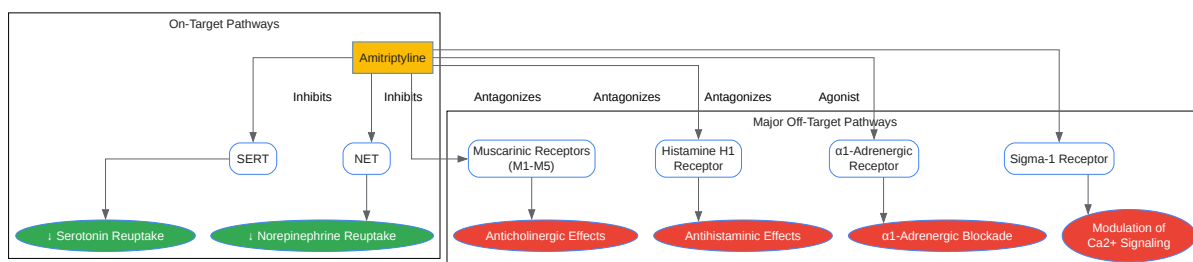 On-Target Pathways
Amitriptyline
Inhibits
Inhibits
Antagonizes
Antagonizes
Antagonizes
Agonist
Major Off-Target Pathways
SERT
NET
Muscarinic Receptors
(M1-M5)
Histamine H1
Receptor
α1-Adrenergic
Receptor
Sigma-1 Receptor
↓ Serotonin Reuptake
↓ Norepinephrine Reuptake
Anticholinergic Effects
Antihistaminic Effects
α1-Adrenergic Blockade
Modulation of
Ca2+ Signaling